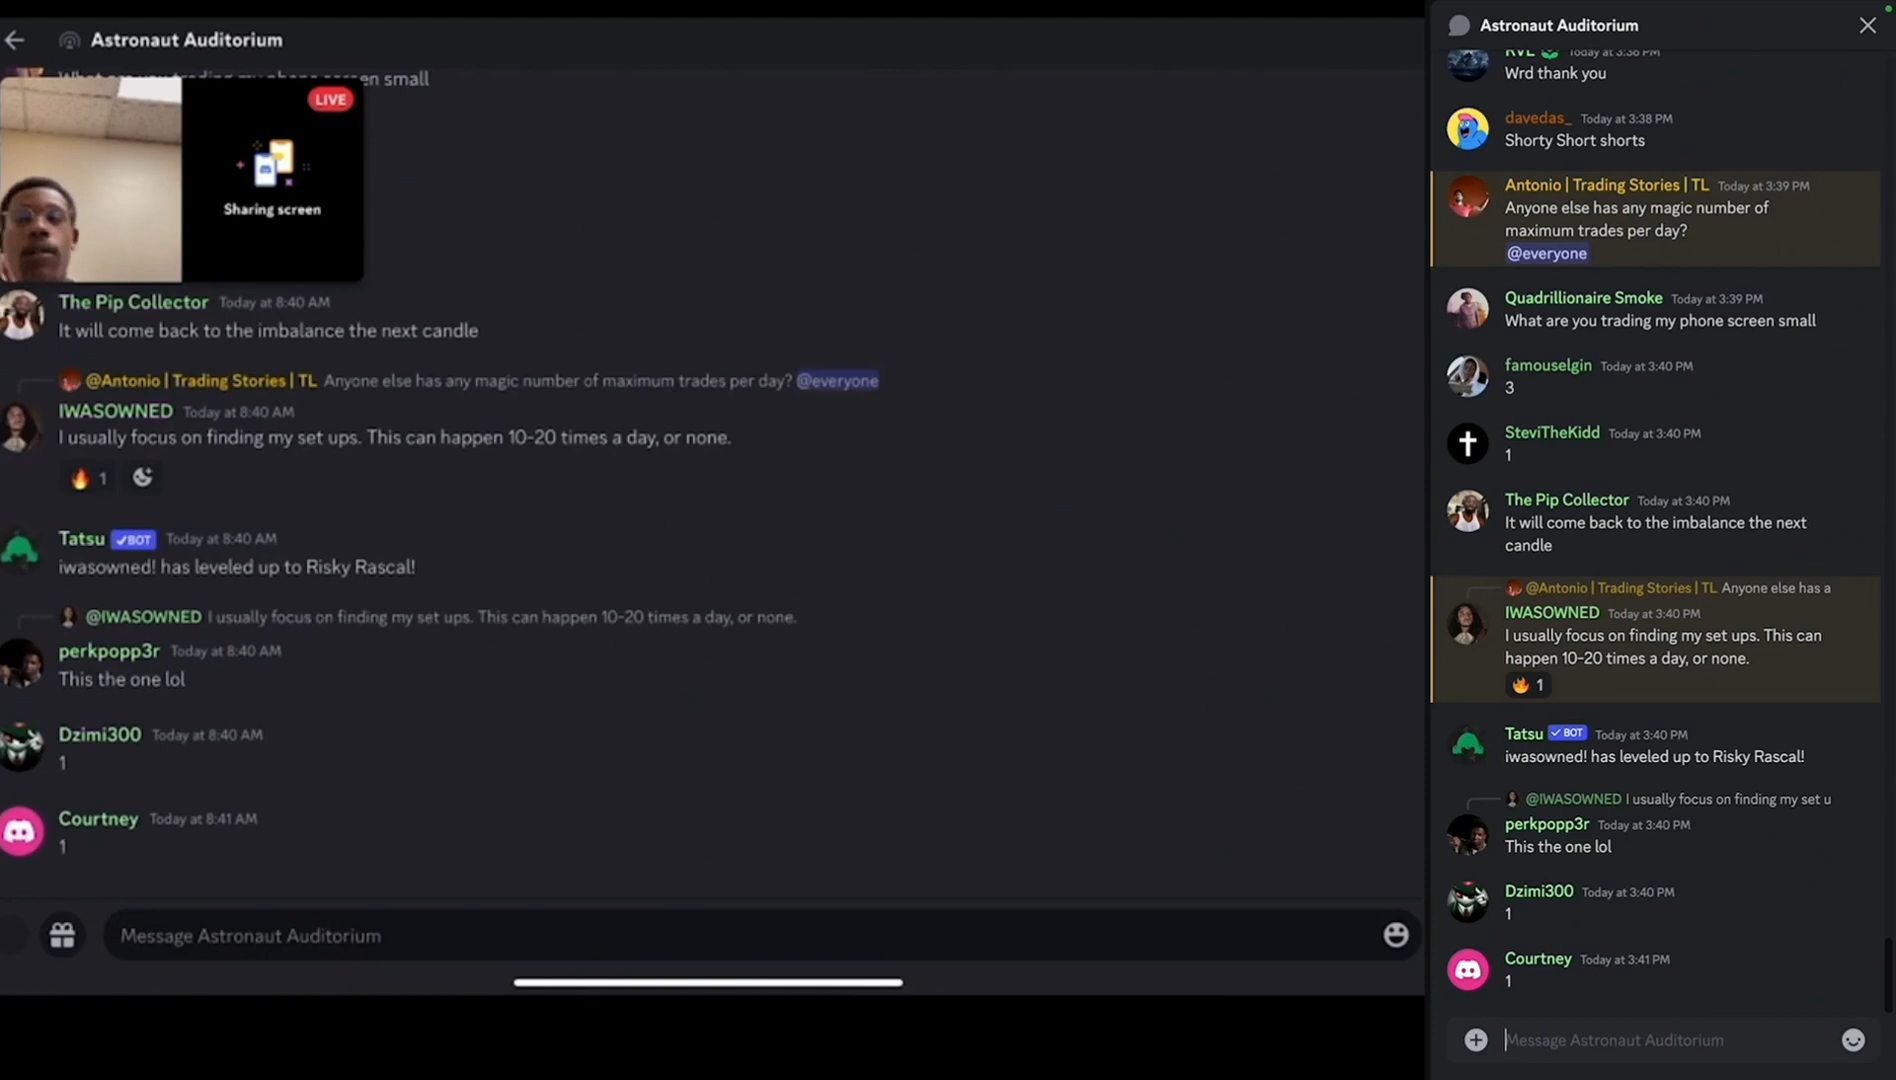 Astronaut Auditorium
What are you trading my phone screen small
LIVE
Sharing screen
The Pip Collector Today at 8:40 AM
It will come back to the imbalance the next candle
@Antonio | Trading Stories | TL Anyone else has any magic number of maximum trades per day? @everyone
IWASOWNED Today at 8:40 AM
I usually focus on finding my set ups. This can happen 10-20 times a day, or none.
1
Tatsu BOT Today at 8:40 AM
iwasowned! has leveled up to Risky Rascal!
@IWASOWNED I usually focus on finding my set ups. This can happen 10-20 times a day, or none.
perkpopp3r Today at 8:40 AM
This the one lol
Dzimi300 Today at 8:40 AM
1
Courtney Today at 8:41 AM
1
Message Astronaut Auditorium
Astronaut Auditorium
RVL Today at 3:38 PM
Wrd thank you
davedas_ Today at 3:38 PM
Shorty Short shorts
Antonio | Trading Stories | TL Today at 3:39 PM
Anyone else has any magic number of
maximum trades per day?
@everyone
Quadrillionaire Smoke Today at 3:39 PM
What are you trading my phone screen small
famouselgin Today at 3:40 PM
3
SteviTheKidd Today at 3:40 PM
1
The Pip Collector Today at 3:40 PM
It will come back to the imbalance the next
candle
@Antonio | Trading Stories | TL Anyone else has a
IWASOWNED Today at 3:40 PM
I usually focus on finding my set ups. This can
happen 10-20 times a day, or none.
1
Tatsu BOT Today at 3:40 PM
iwasowned! has leveled up to Risky Rascal!
@IWASOWNED I usually focus on finding my set u
perkpopp3r Today at 3:40 PM
This the one lol
Dzimi300 Today at 3:40 PM
1
Courtney Today at 3:41 PM
1
Message Astronaut Auditorium